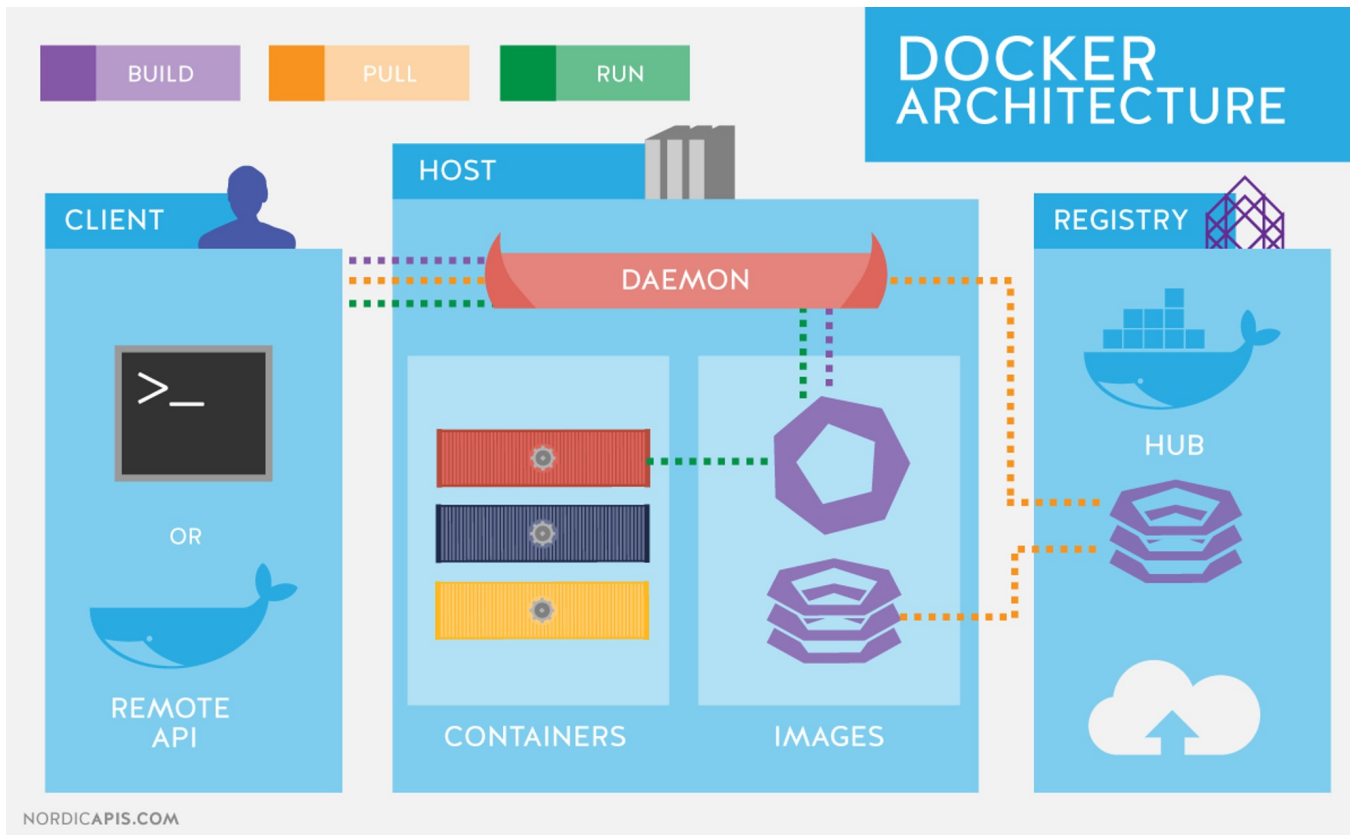 BUILD
PULL
RUN
DOCKER
ARCHITECTURE
CLIENT
HOST
REGISTRY
DAEMON
>_
OR
REMOTE
API
CONTAINERS
IMAGES
HUB
NORDICAPIS.COM